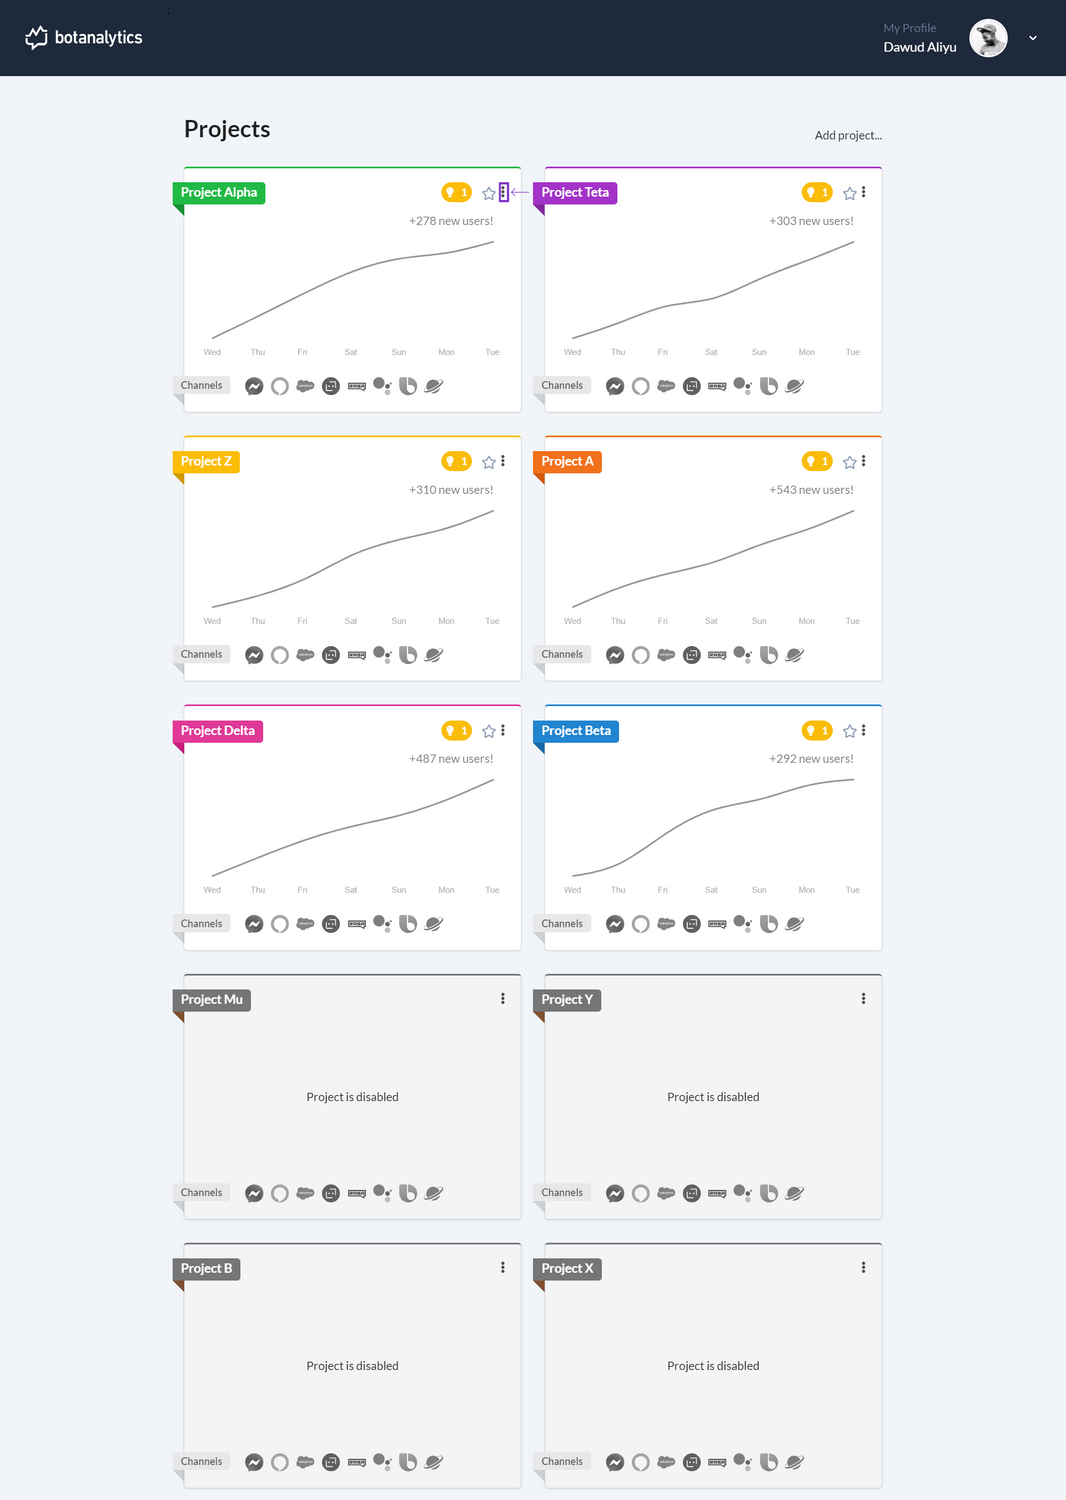 botanalytics
My Profile
Dawud Aliyu
Projects
Add project...
Project Alpha
1
+278 new users!
Wed Thu Fri Sat Sun Mon Tue
Channels
Project Teta
1
+303 new users!
Wed Thu Fri Sat Sun Mon Tue
Channels
Project Z
1
+310 new users!
Wed Thu Fri Sat Sun Mon Tue
Channels
Project A
1
+543 new users!
Wed Thu Fri Sat Sun Mon Tue
Channels
Project Delta
1
+487 new users!
Wed Thu Fri Sat Sun Mon Tue
Channels
Project Beta
1
+292 new users!
Wed Thu Fri Sat Sun Mon Tue
Channels
Project Mu
Project is disabled
Channels
Project Y
Project is disabled
Channels
Project B
Project is disabled
Channels
Project X
Project is disabled
Channels